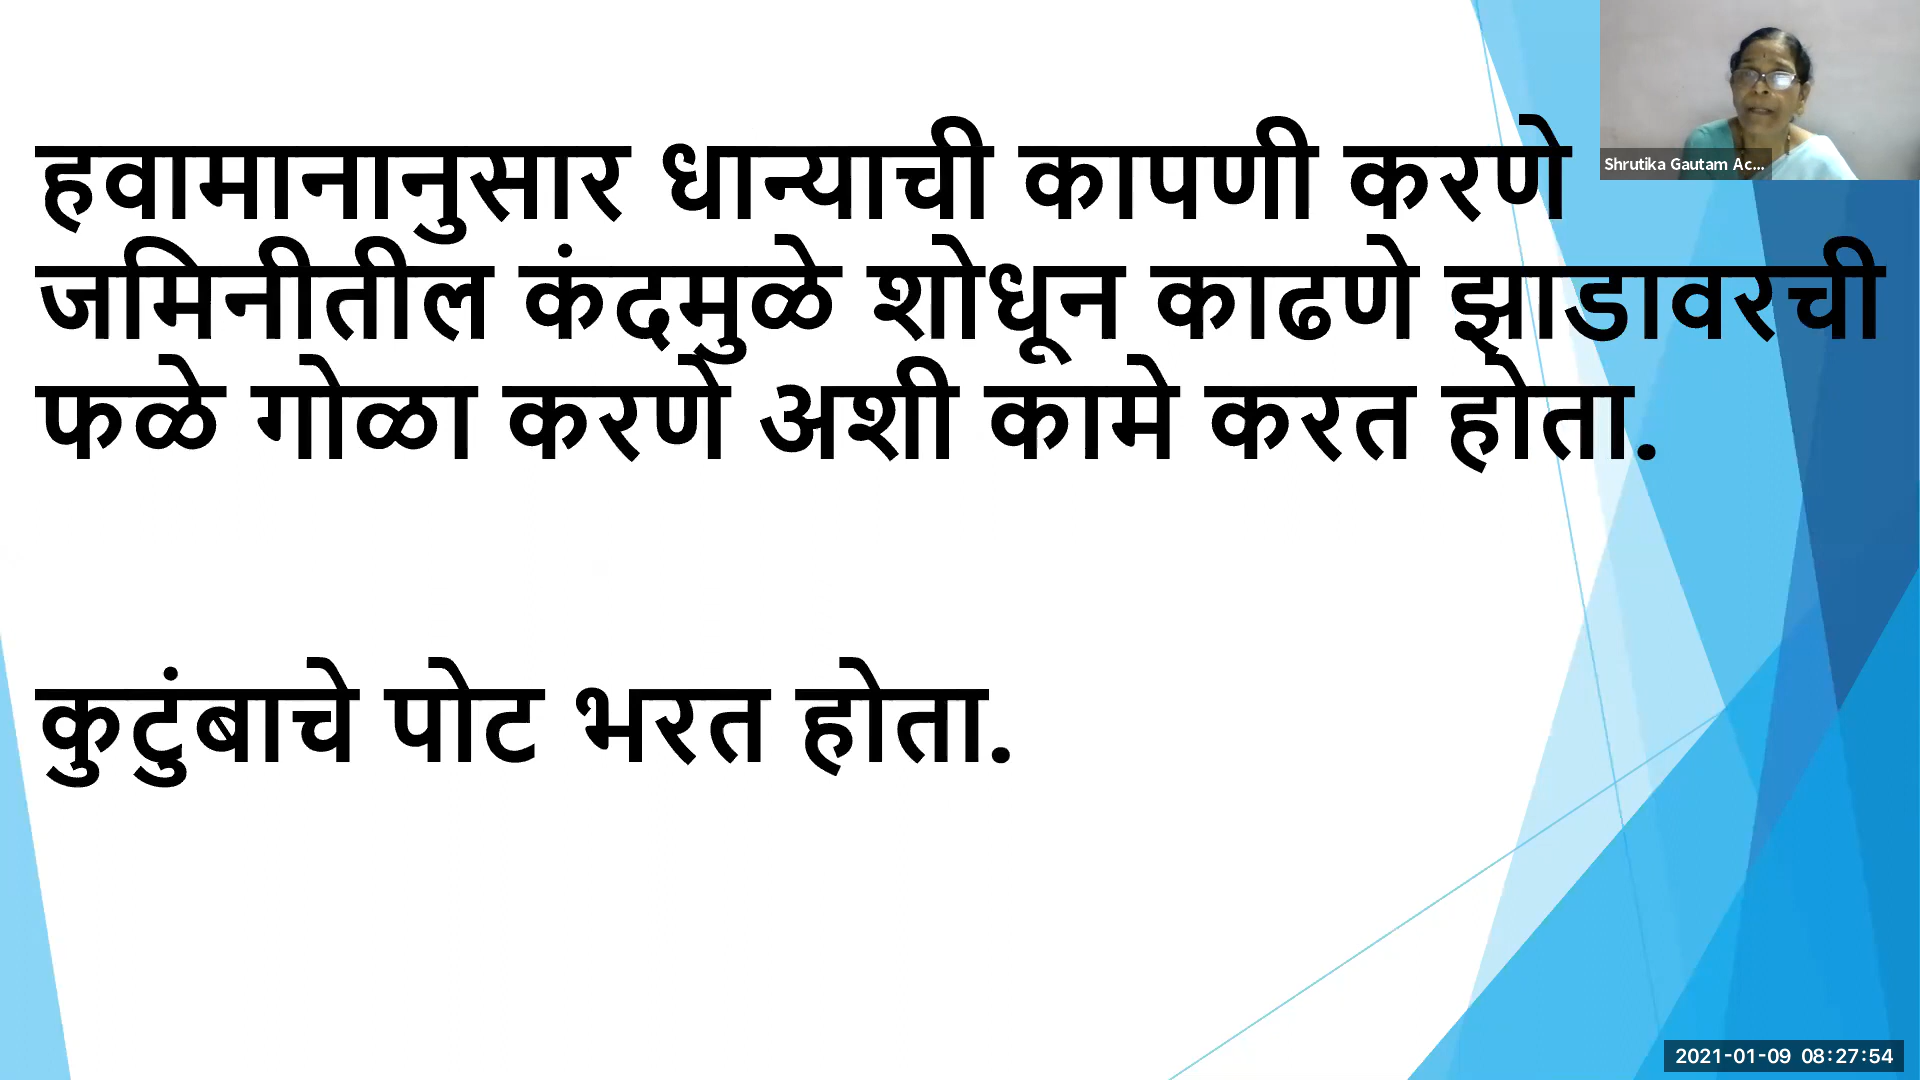 हवामानानुसार धान्याची कापणी करणे
जमिनीतील कंदमुळे शोधून काढणे झाडावरची
फळे गोळा करणे अशी कामे करत होता.
कुटुंबाचे पोट भरत होता.
Shrutika Gautam Ac...
2021-01-09 08:27:54